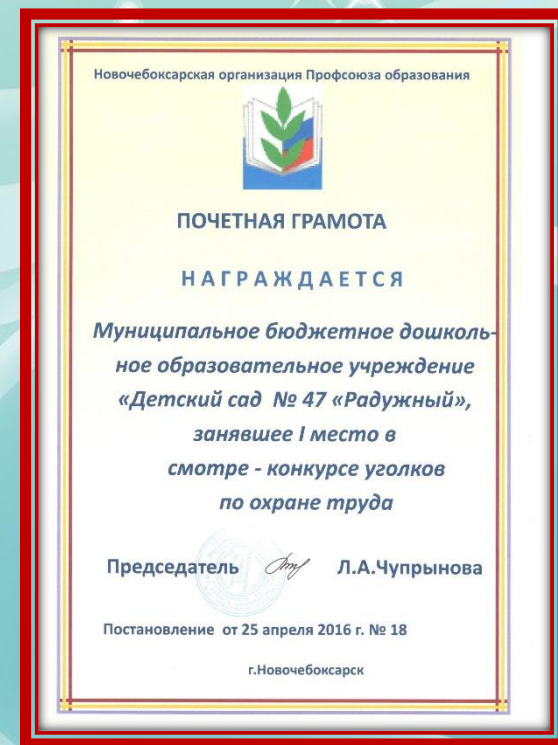 Новочебоксарская организация Профсоюза образования
ПОЧЕТНАЯ ГРАМОТА
НАГРАЖДАЕТСЯ
Муниципальное бюджетное дошколь-
ное образовательное учреждение
«Детский сад № 47 «Радужный»,
занявшее I место в
смотре - конкурсе уголков
по охране труда
Председатель Л.А.Чупрынова
Постановление от 25 апреля 2016 г. № 18
г.Новочебоксарск